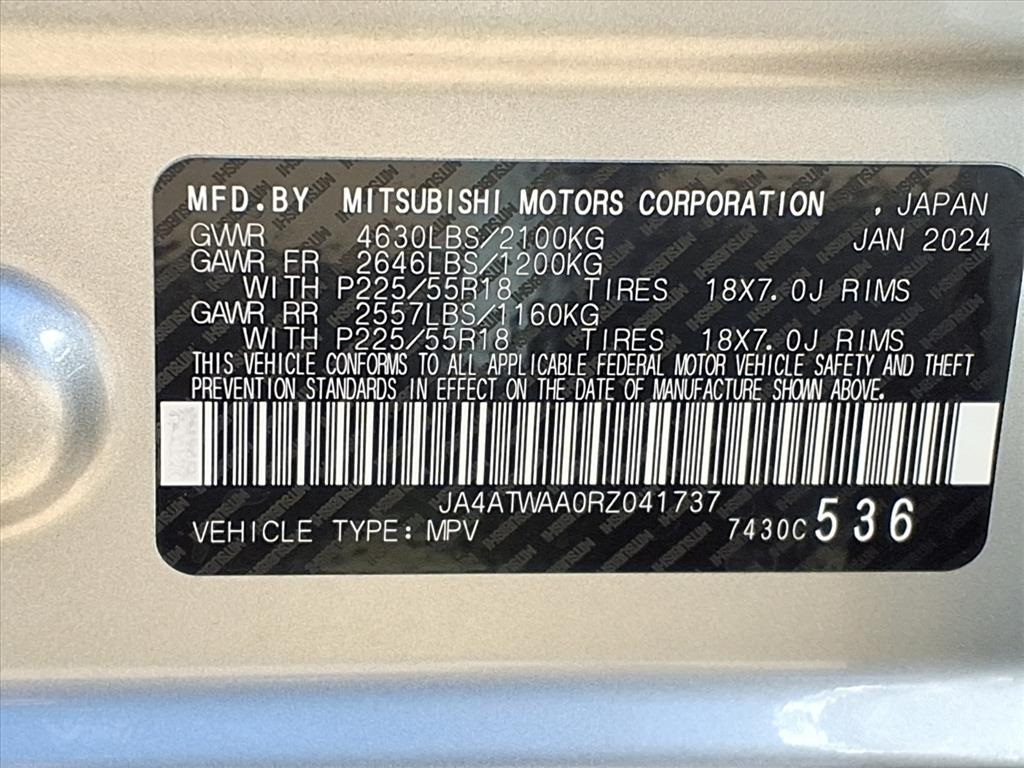 MFD.BY MITSUBISHI MOTORS CORPORATION , JAPAN
GVWR 4630LBS/2100KG JAN 2024
GAWR FR 2646LBS/1200KG
WITH P225/55R18 TIRES 18X7.0J RIMS
GAWR RR 2557LBS/1160KG
WITH P225/55R18 TIRES 18X7.0J RIMS
THIS VEHICLE CONFORMS TO ALL APPLICABLE FEDERAL MOTOR VEHICLE SAFETY AND THEFT
PREVENTION STANDARDS IN EFFECT ON THE DATE OF MANUFACTURE SHOWN ABOVE.
JA4ATWAA0RZ041737
VEHICLE TYPE: MPV 7430C 536